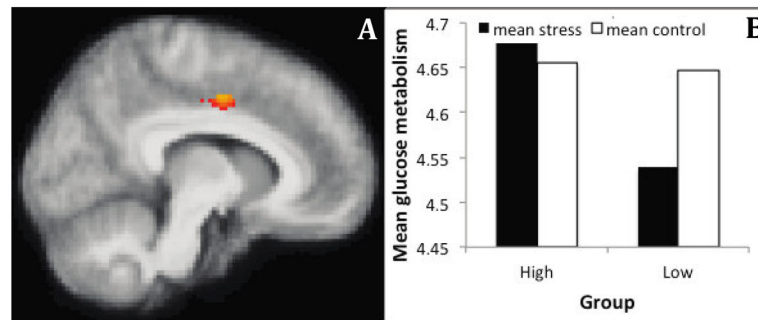 A
B
mean stress mean control
Mean glucose metabolism
4.7
4.65
4.6
4.55
4.5
4.45
High Low
Group